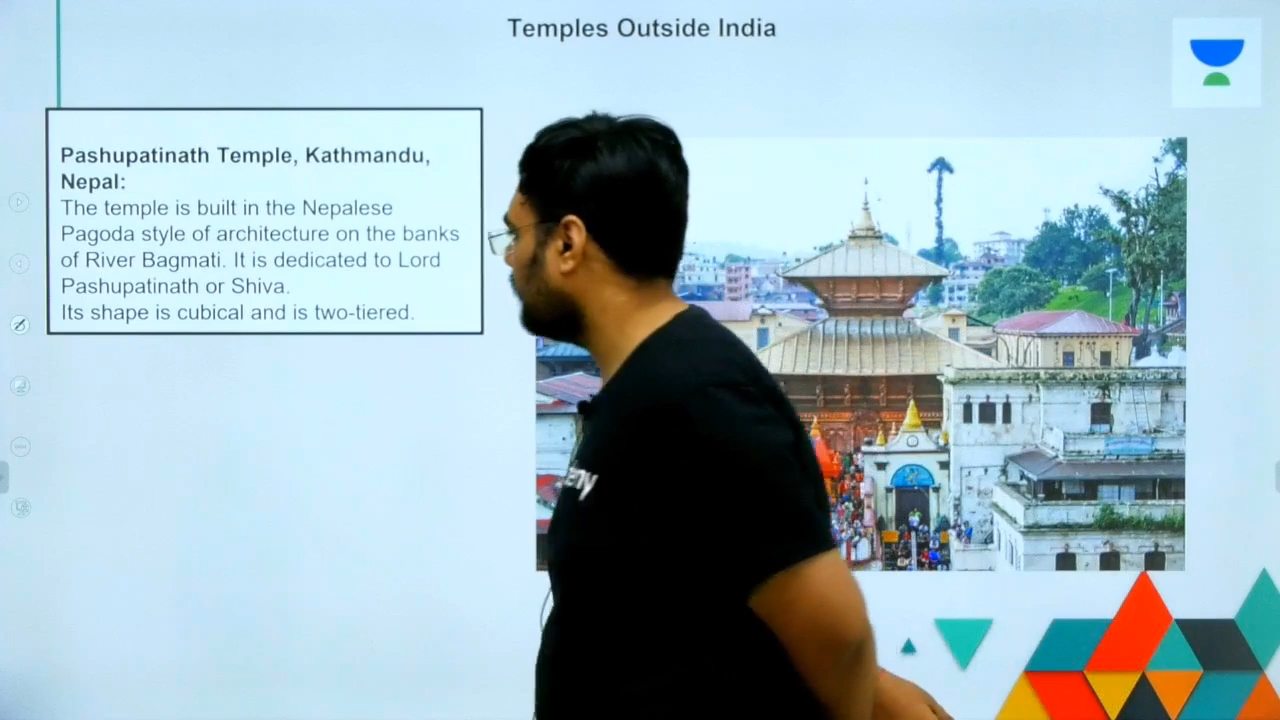 Temples Outside India
Pashupatinath Temple, Kathmandu,
Nepal:
The temple is built in the Nepalese
Pagoda style of architecture on the banks
of River Bagmati. It is dedicated to Lord
Pashupatinath or Shiva.
Its shape is cubical and is two-tiered.